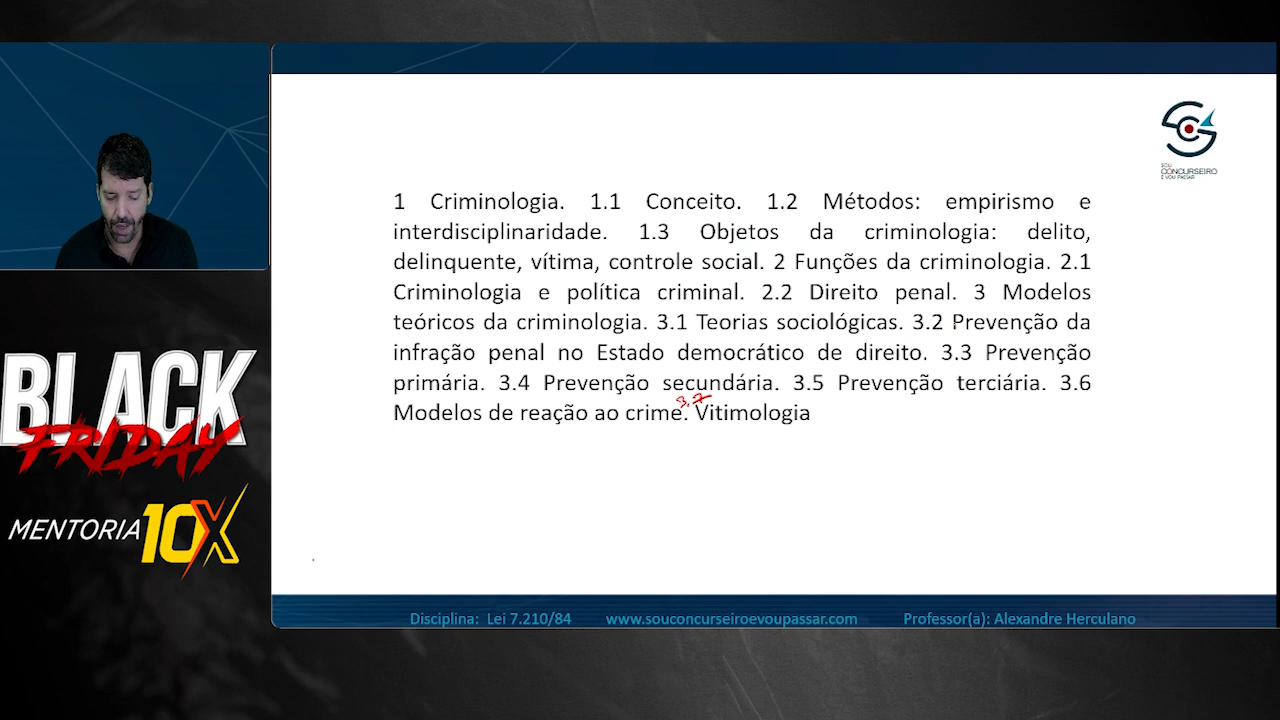 SOU
CONCURSEIRO
E VOU PASSAR
1 Criminologia. 1.1 Conceito. 1.2 Métodos: empirismo e
interdisciplinaridade. 1.3 Objetos da criminologia: delito,
delinquente, vítima, controle social. 2 Funções da criminologia. 2.1
Criminologia e política criminal. 2.2 Direito penal. 3 Modelos
teóricos da criminologia. 3.1 Teorias sociológicas. 3.2 Prevenção da
infração penal no Estado democrático de direito. 3.3 Prevenção
primária. 3.4 Prevenção secundária. 3.5 Prevenção terciária. 3.6
Modelos de reação ao crime. 3.7 Vitimologia
BLACK
FRIDAY
MENTORIA 10X
Disciplina: Lei 7.210/84 www.souconcurseiroevoupassar.com Professor(a): Alexandre Herculano